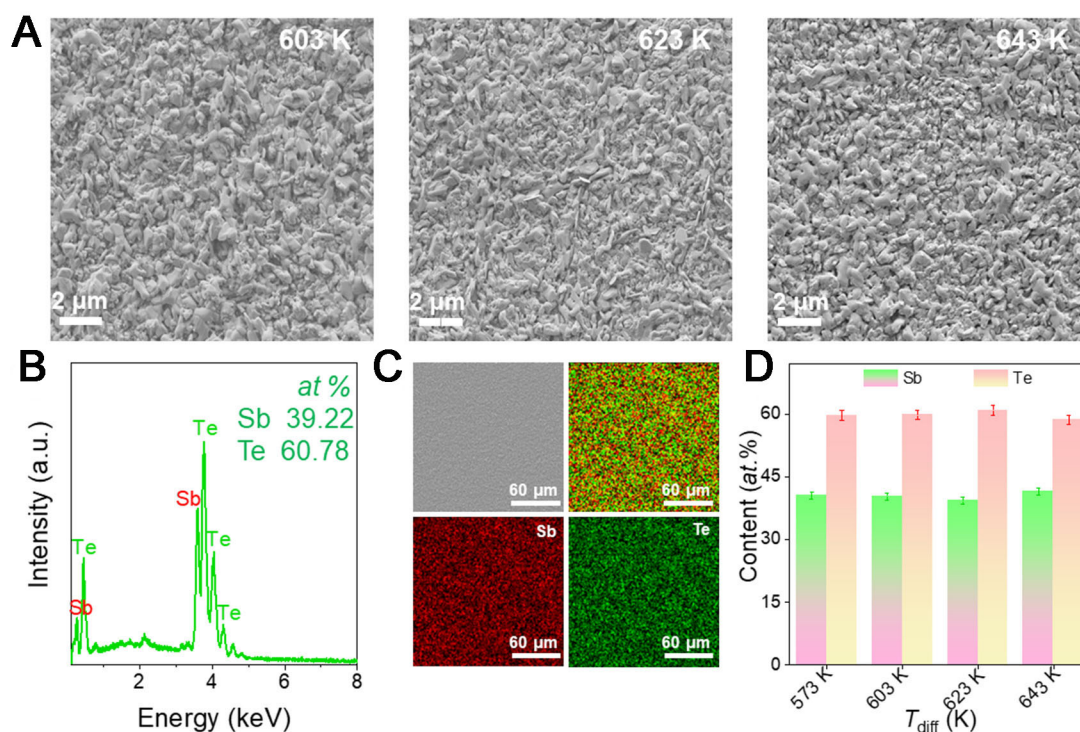 A
603 K
623 K
643 K
2 µm
2 µm
2 µm
B
at %
Sb 39.22
Te 60.78
Te
Sb
Te
Te
Te
Sb
Intensity (a.u.)
2
4
6
8
Energy (keV)
C
60 µm
60 µm
Sb
60 µm
Te
60 µm
D
Sb
Te
60
45
30
15
0
Content (at.%)
573 K
603 K
623 K
643 K
Tdiff (K)